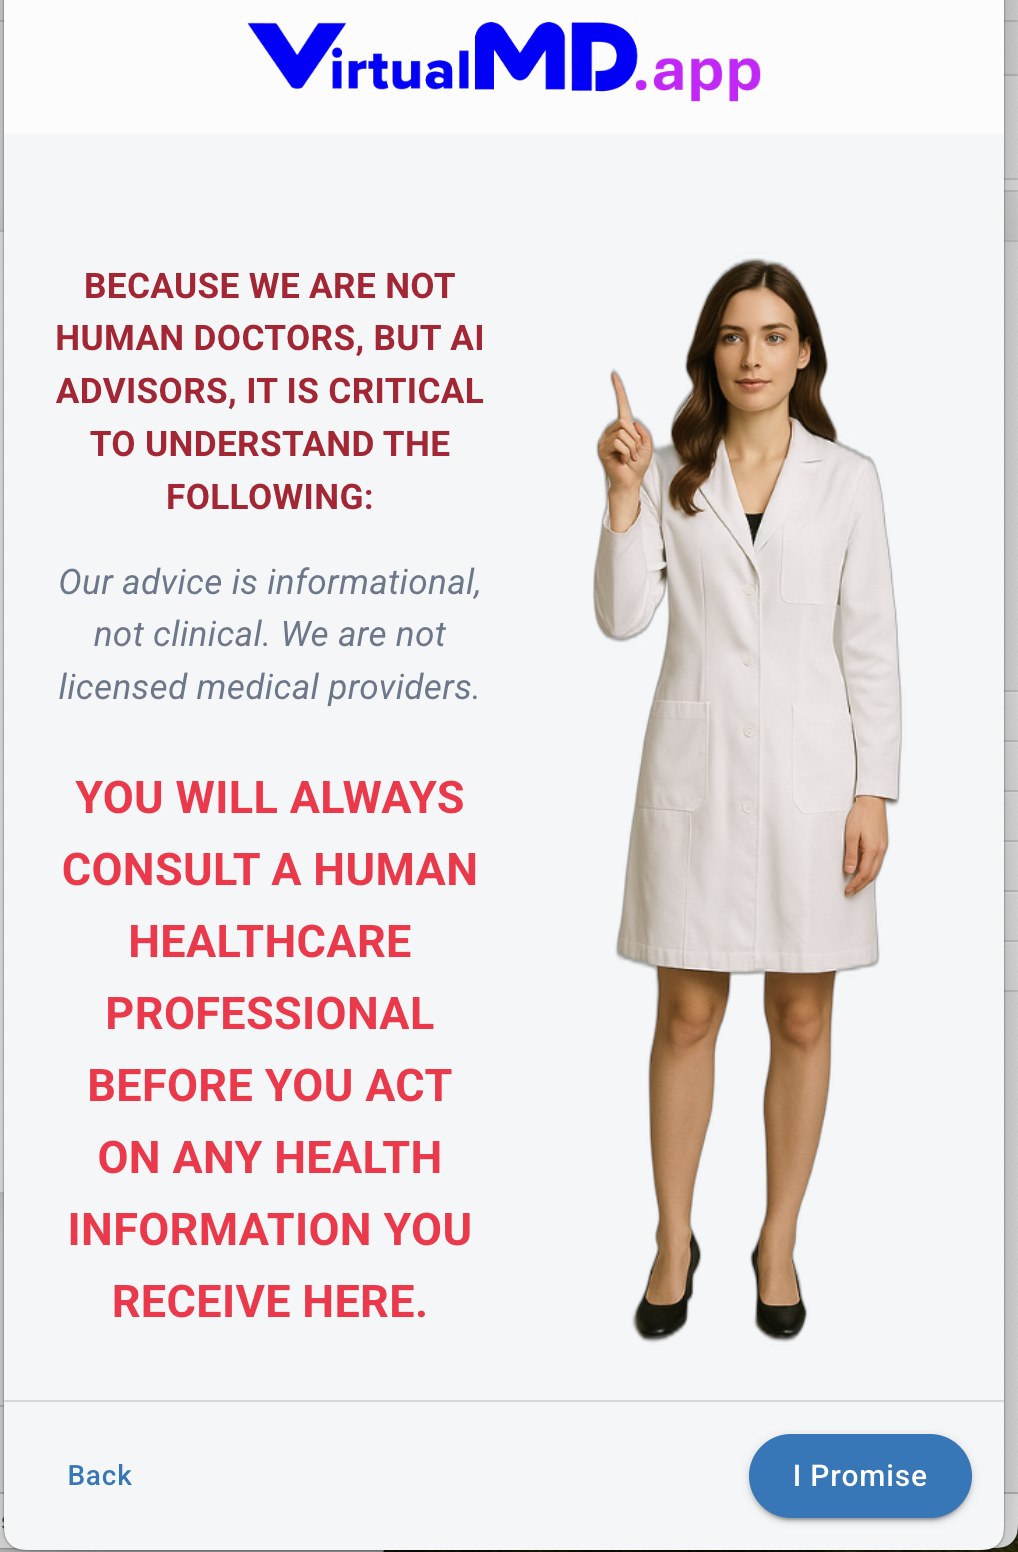 VirtualMD.app
BECAUSE WE ARE NOT
HUMAN DOCTORS, BUT AI
ADVISORS, IT IS CRITICAL
TO UNDERSTAND THE
FOLLOWING:
Our advice is informational,
not clinical. We are not
licensed medical providers.
YOU WILL ALWAYS
CONSULT A HUMAN
HEALTHCARE
PROFESSIONAL
BEFORE YOU ACT
ON ANY HEALTH
INFORMATION YOU
RECEIVE HERE.
Back
I Promise